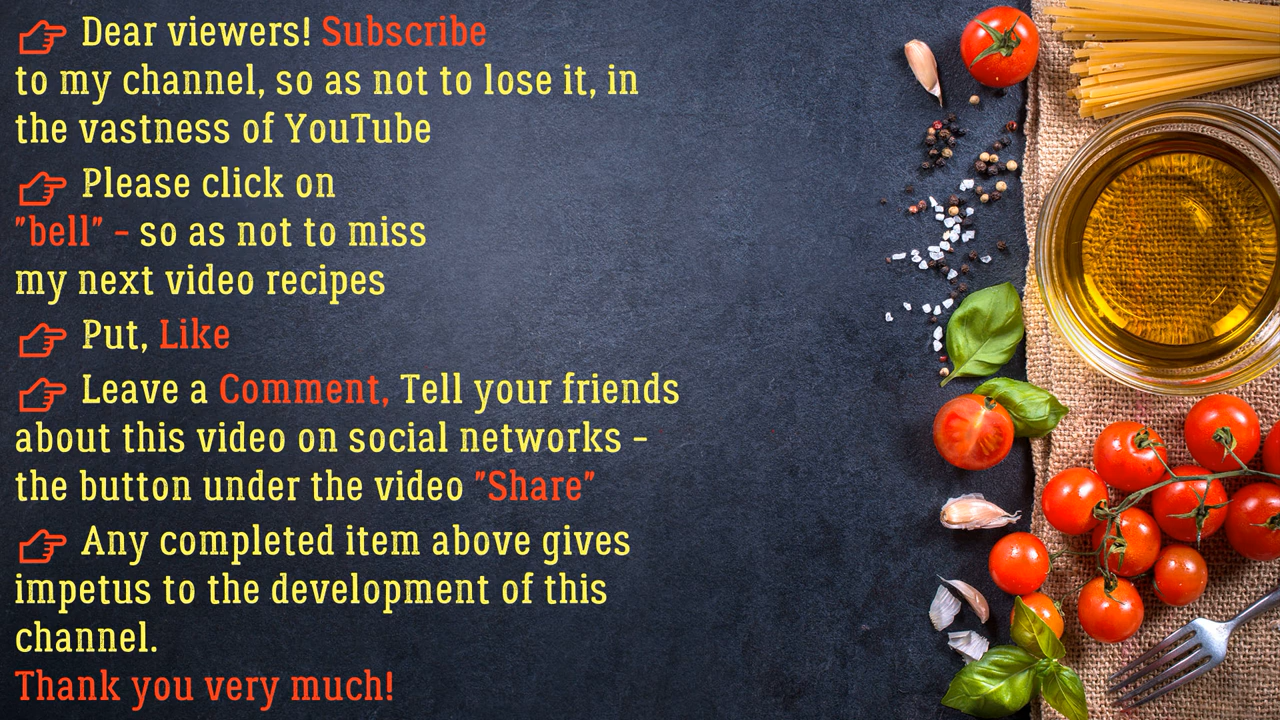 Dear viewers! Subscribe
to my channel, so as not to lose it, in
the vastness of YouTube
Please click on
"bell" - so as not to miss
my next video recipes
Put, Like
Leave a Comment, Tell your friends
about this video on social networks -
the button under the video "Share"
Any completed item above gives
impetus to the development of this
channel.
Thank you very much!